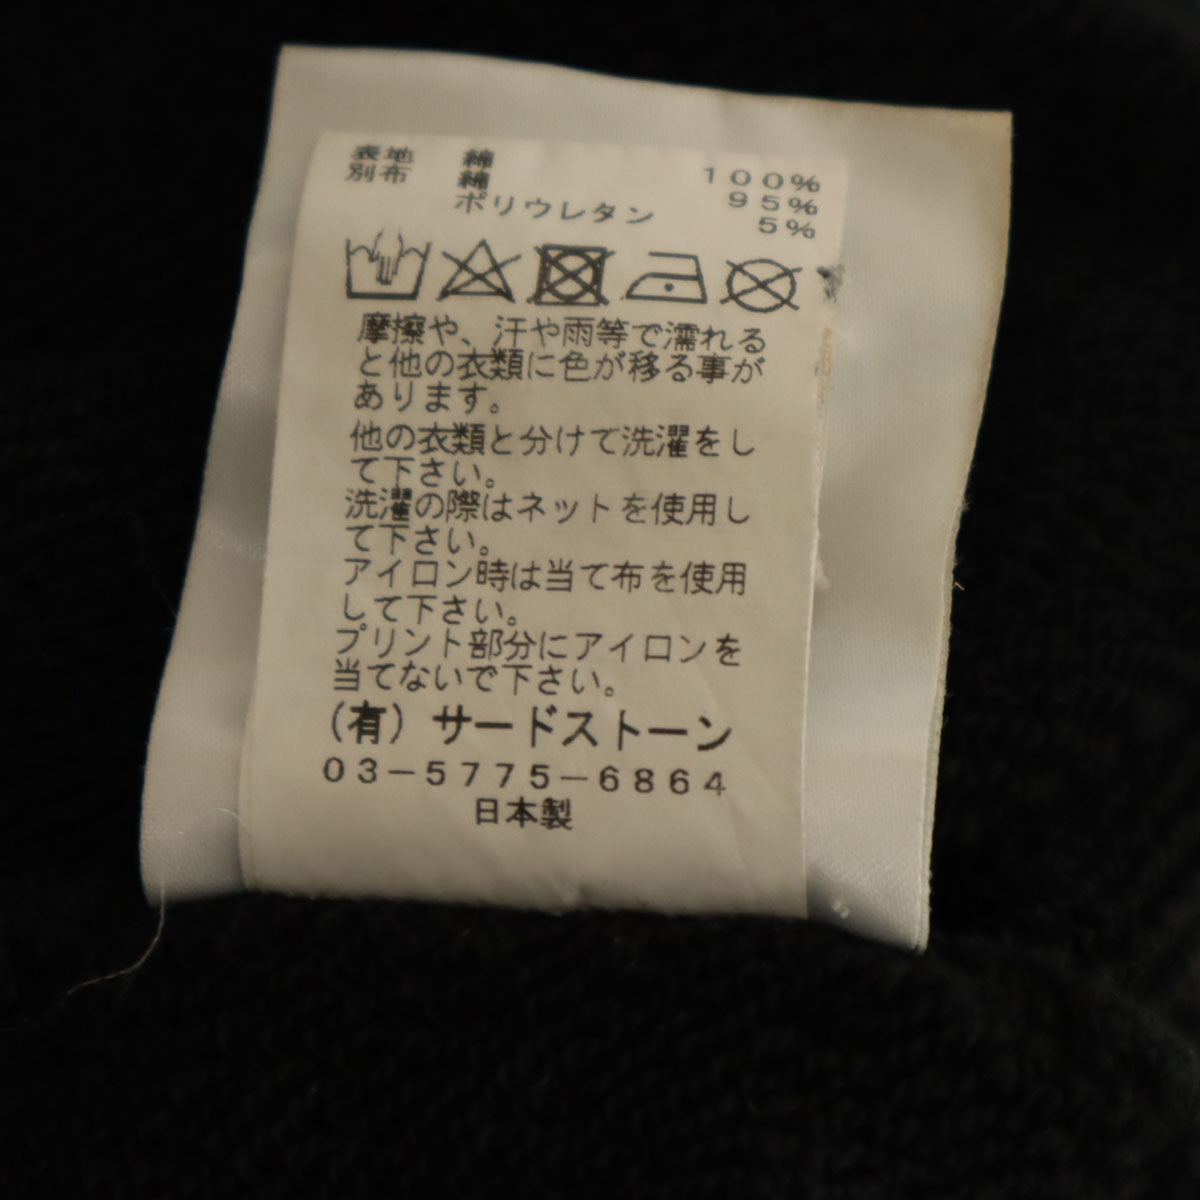 表地 綿 １００％
別布 綿 ９５％
ポリウレタン ５％
摩擦や、汗や雨等で濡れる
と他の衣類に色が移る事が
あります。
他の衣類と分けて洗濯をし
て下さい。
洗濯の際はネットを使用し
て下さい。
アイロン時は当て布を使用
して下さい。
プリント部分にアイロンを
当てないで下さい。
（有）サードストーン
０３－５７７５－６８６４
日本製